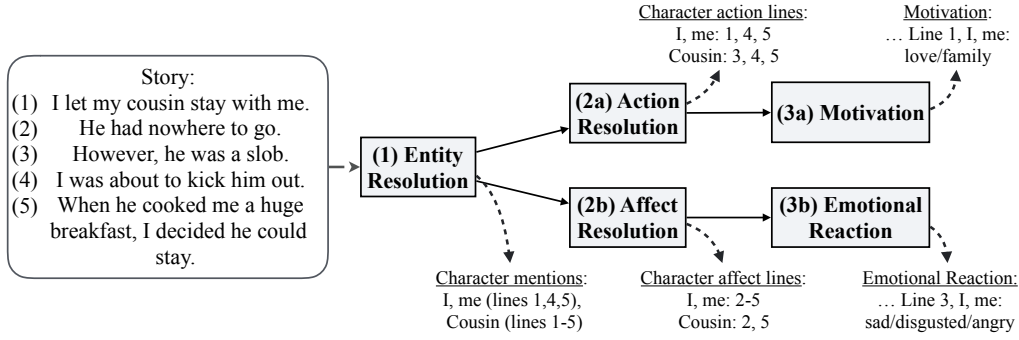 Story:
(1) I let my cousin stay with me.
(2) He had nowhere to go.
(3) However, he was a slob.
(4) I was about to kick him out.
(5) When he cooked me a huge
breakfast, I decided he could
stay.
(1) Entity
Resolution
Character mentions:
I, me (lines 1,4,5),
Cousin (lines 1-5)
Character action lines:
I, me: 1, 4, 5
Cousin: 3, 4, 5
(2a) Action
Resolution
(2b) Affect
Resolution
Character affect lines:
I, me: 2-5
Cousin: 2, 5
Motivation:
… Line 1, I, me:
love/family
(3a) Motivation
(3b) Emotional
Reaction
Emotional Reaction:
… Line 3, I, me:
sad/disgusted/angry